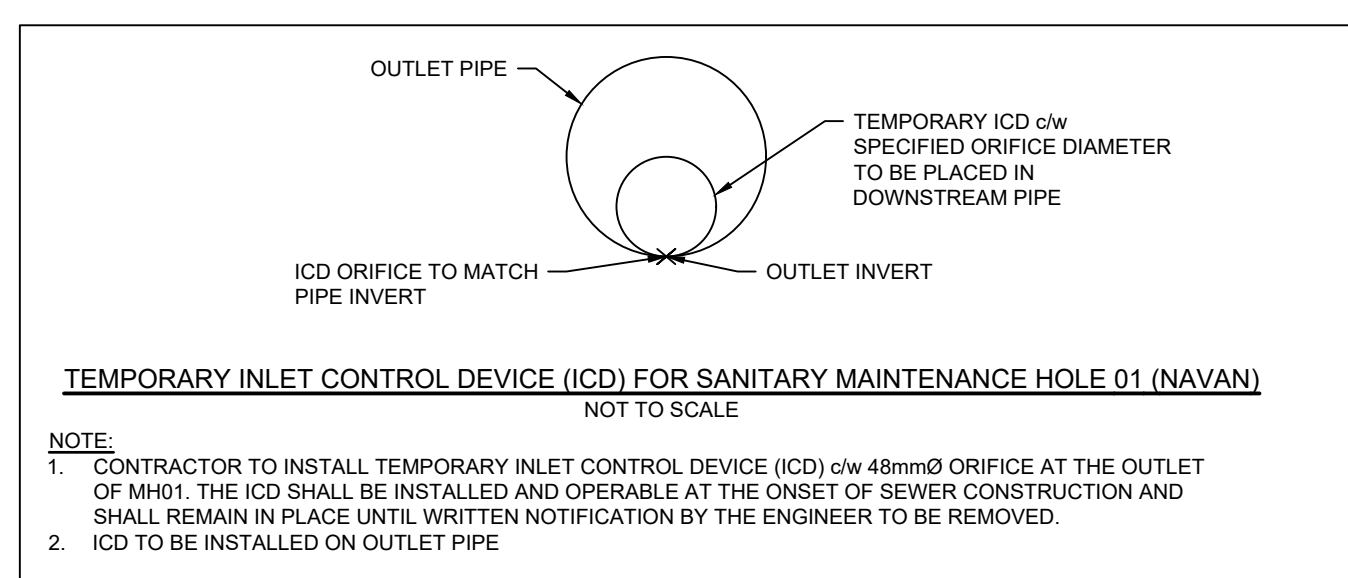 OUTLET PIPE
TEMPORARY ICD c/w
SPECIFIED ORIFICE DIAMETER
TO BE PLACED IN
DOWNSTREAM PIPE
ICD ORIFICE TO MATCH
PIPE INVERT
OUTLET INVERT
TEMPORARY INLET CONTROL DEVICE (ICD) FOR SANITARY MAINTENANCE HOLE 01 (NAVAN)
NOT TO SCALE
NOTE:
1. CONTRACTOR TO INSTALL TEMPORARY INLET CONTROL DEVICE (ICD) c/w 48mmØ ORIFICE AT THE OUTLET
OF MH01. THE ICD SHALL BE INSTALLED AND OPERABLE AT THE ONSET OF SEWER CONSTRUCTION AND
SHALL REMAIN IN PLACE UNTIL WRITTEN NOTIFICATION BY THE ENGINEER TO BE REMOVED.
2. ICD TO BE INSTALLED ON OUTLET PIPE